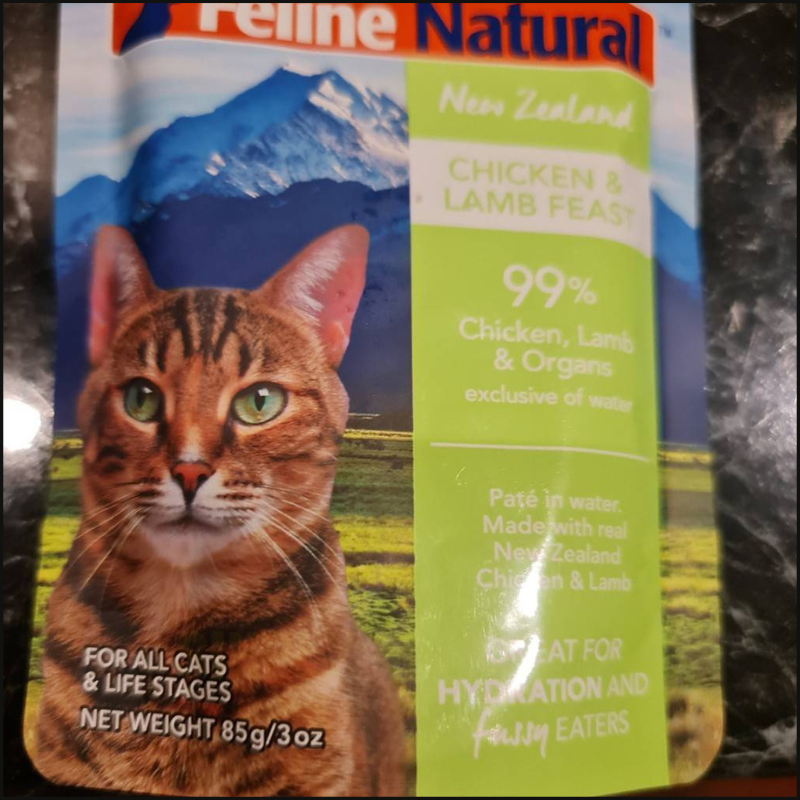 Feline Natural™
New Zealand
CHICKEN &
LAMB FEAST
99%
Chicken, Lamb
& Organs
exclusive of water
Paté in water.
Made with real
New Zealand
Chicken & Lamb
GREAT FOR
HYDRATION AND
fussy EATERS
FOR ALL CATS
& LIFE STAGES
NET WEIGHT 85g/3oz